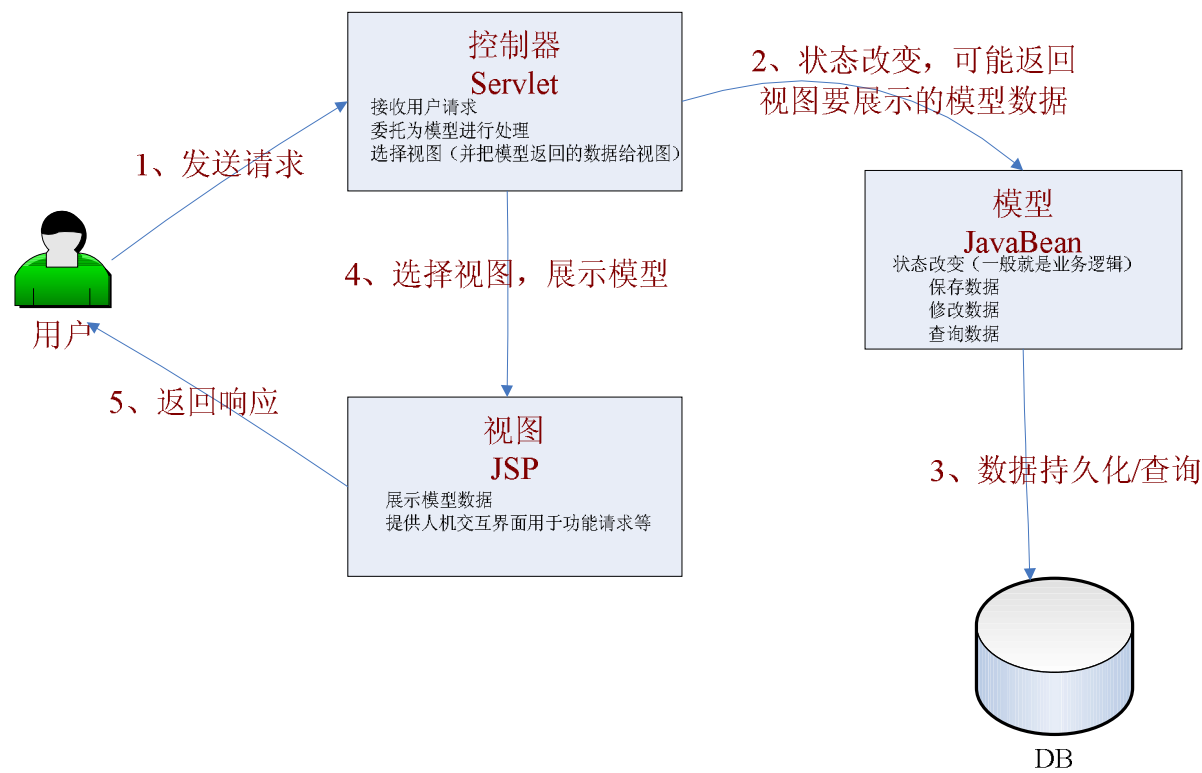 控制器
Servlet
接收用户请求
委托为模型进行处理
选择视图（并把模型返回的数据给视图）
2、状态改变，可能返回
视图要展示的模型数据
1、发送请求
模型
JavaBean
状态改变（一般就是业务逻辑）
保存数据
修改数据
查询数据
4、选择视图，展示模型
用户
5、返回响应
视图
JSP
展示模型数据
提供人机交互界面用于功能请求等
3、数据持久化/查询
DB